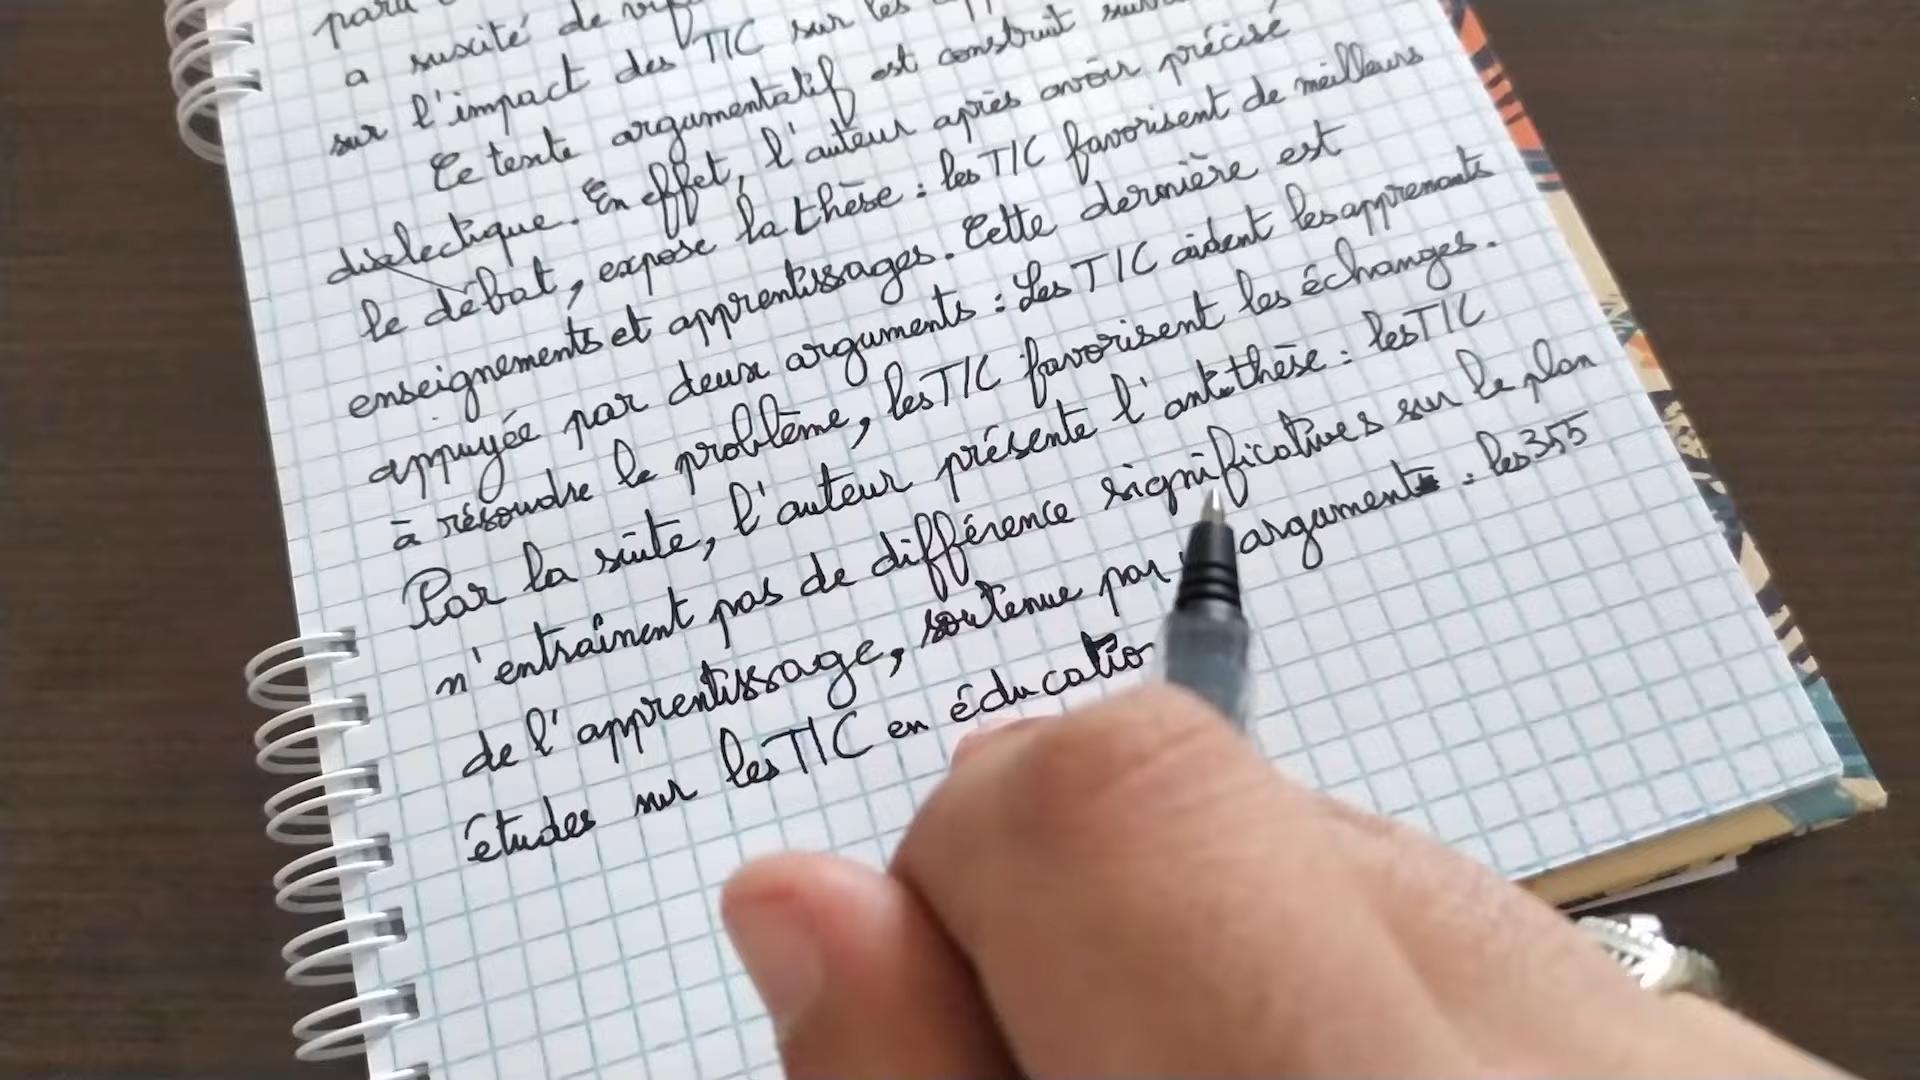 a suscité de
sur l'impact des TIC sur les
Ce texte argumentatif est construit
dialectique. En effet, l'auteur après avoir précisé
le débat, expose la thèse : les TIC favorisent de meilleurs
enseignements et apprentissages. Cette dernière est
appuyée par deux arguments : Les TIC aident les apprenants
à résoudre le problème, les TIC favorisent les échanges.
Par la suite, l'auteur présente l'antithèse : les TIC
n'entraînent pas de différence significatives sur le plan
de l'apprentissage, soutenue par argument : les 355
études sur les TIC en éducatio